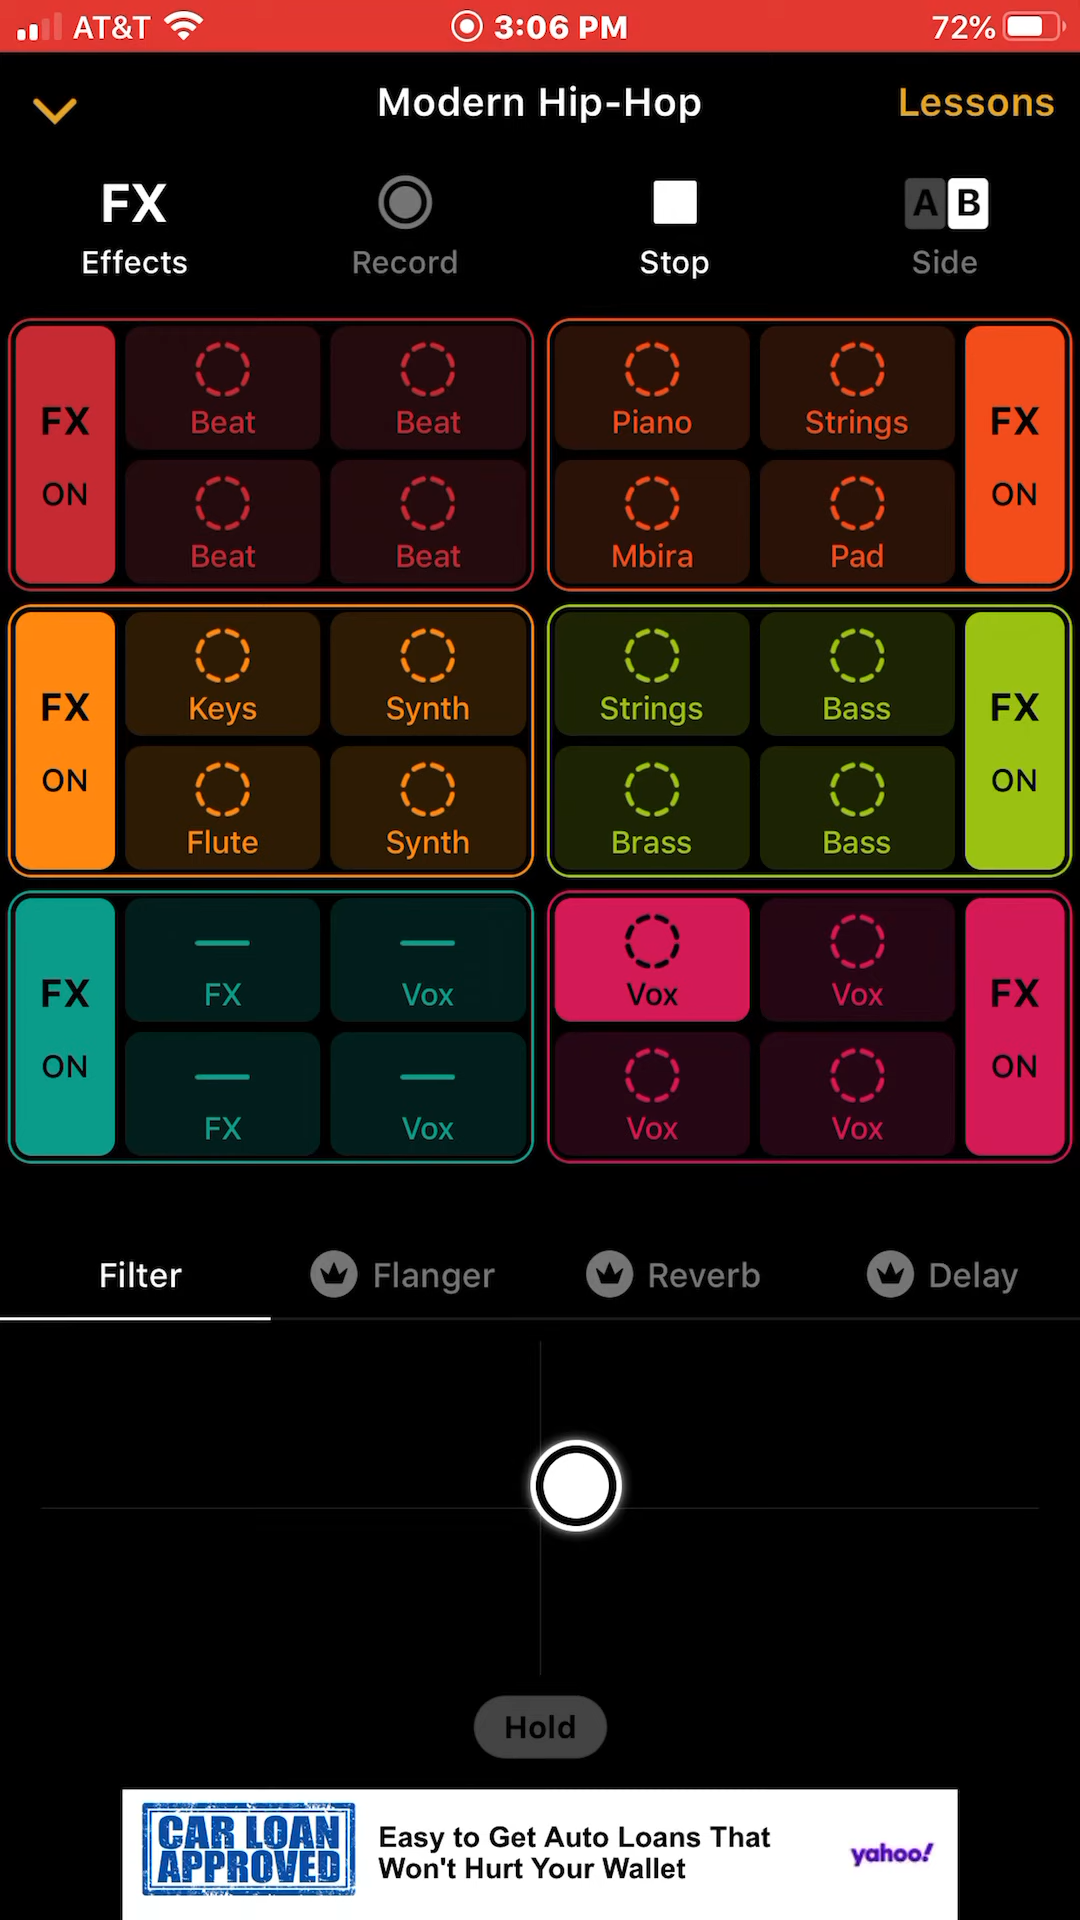 AT&T 3:06 PM 72%
Modern Hip-Hop Lessons
FX A B
Effects Record Stop Side
FX ON Beat Beat
Beat Beat
Piano Strings FX ON
Mbira Pad
FX ON Keys Synth
Flute Synth
Strings Bass FX ON
Brass Bass
FX ON FX Vox
FX Vox
Vox Vox FX ON
Vox Vox
Filter Flanger Reverb Delay
Hold
CAR LOAN
APPROVED
Easy to Get Auto Loans That
Won't Hurt Your Wallet
yahoo!